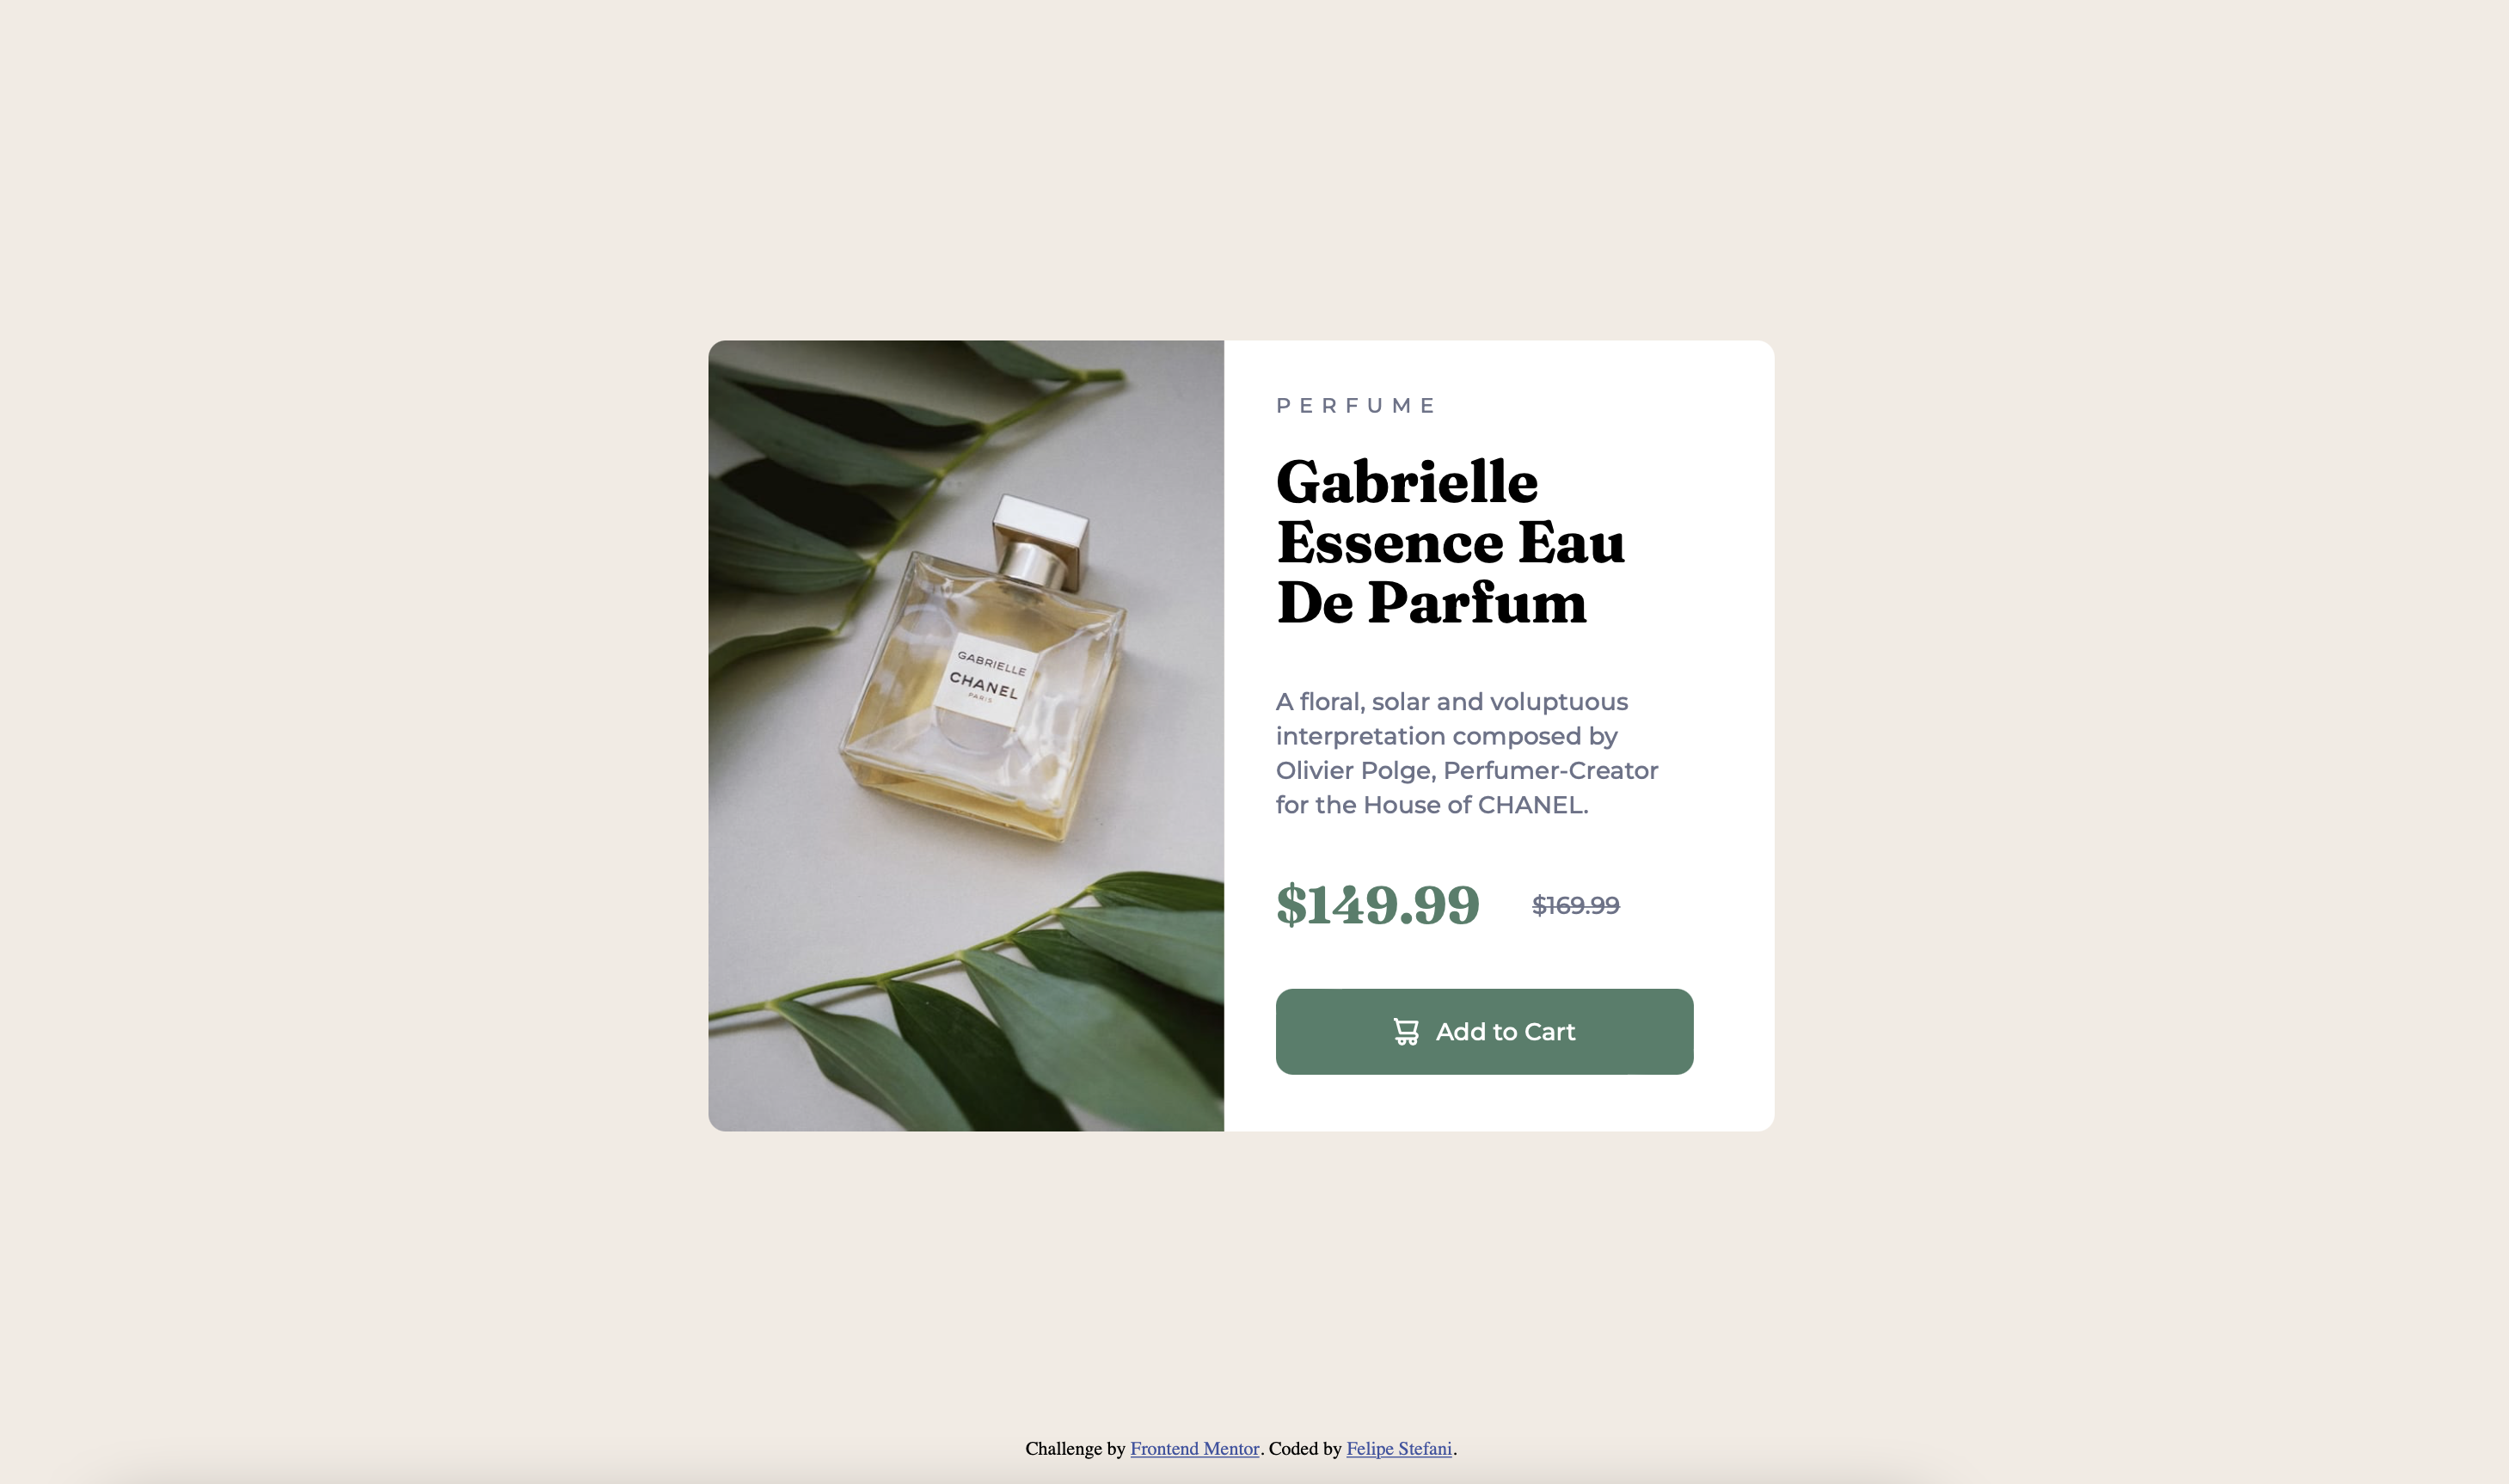 GABRIELLE
CHANEL
PARIS
PERFUME
Gabrielle
Essence Eau
De Parfum
A floral, solar and voluptuous
interpretation composed by
Olivier Polge, Perfumer-Creator
for the House of CHANEL.
$149.99 $169.99
Add to Cart
Challenge by Frontend Mentor. Coded by Felipe Stefani.